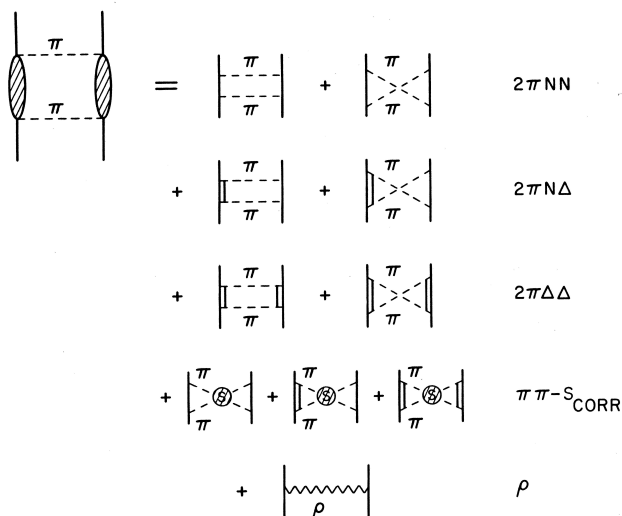 π
π
= π π + π π 2πNN
+ π π + π π 2πNΔ
+ π π + π π 2πΔΔ
+ π S π + π S π + π S π ππ-S CORR
+ ρ ρ